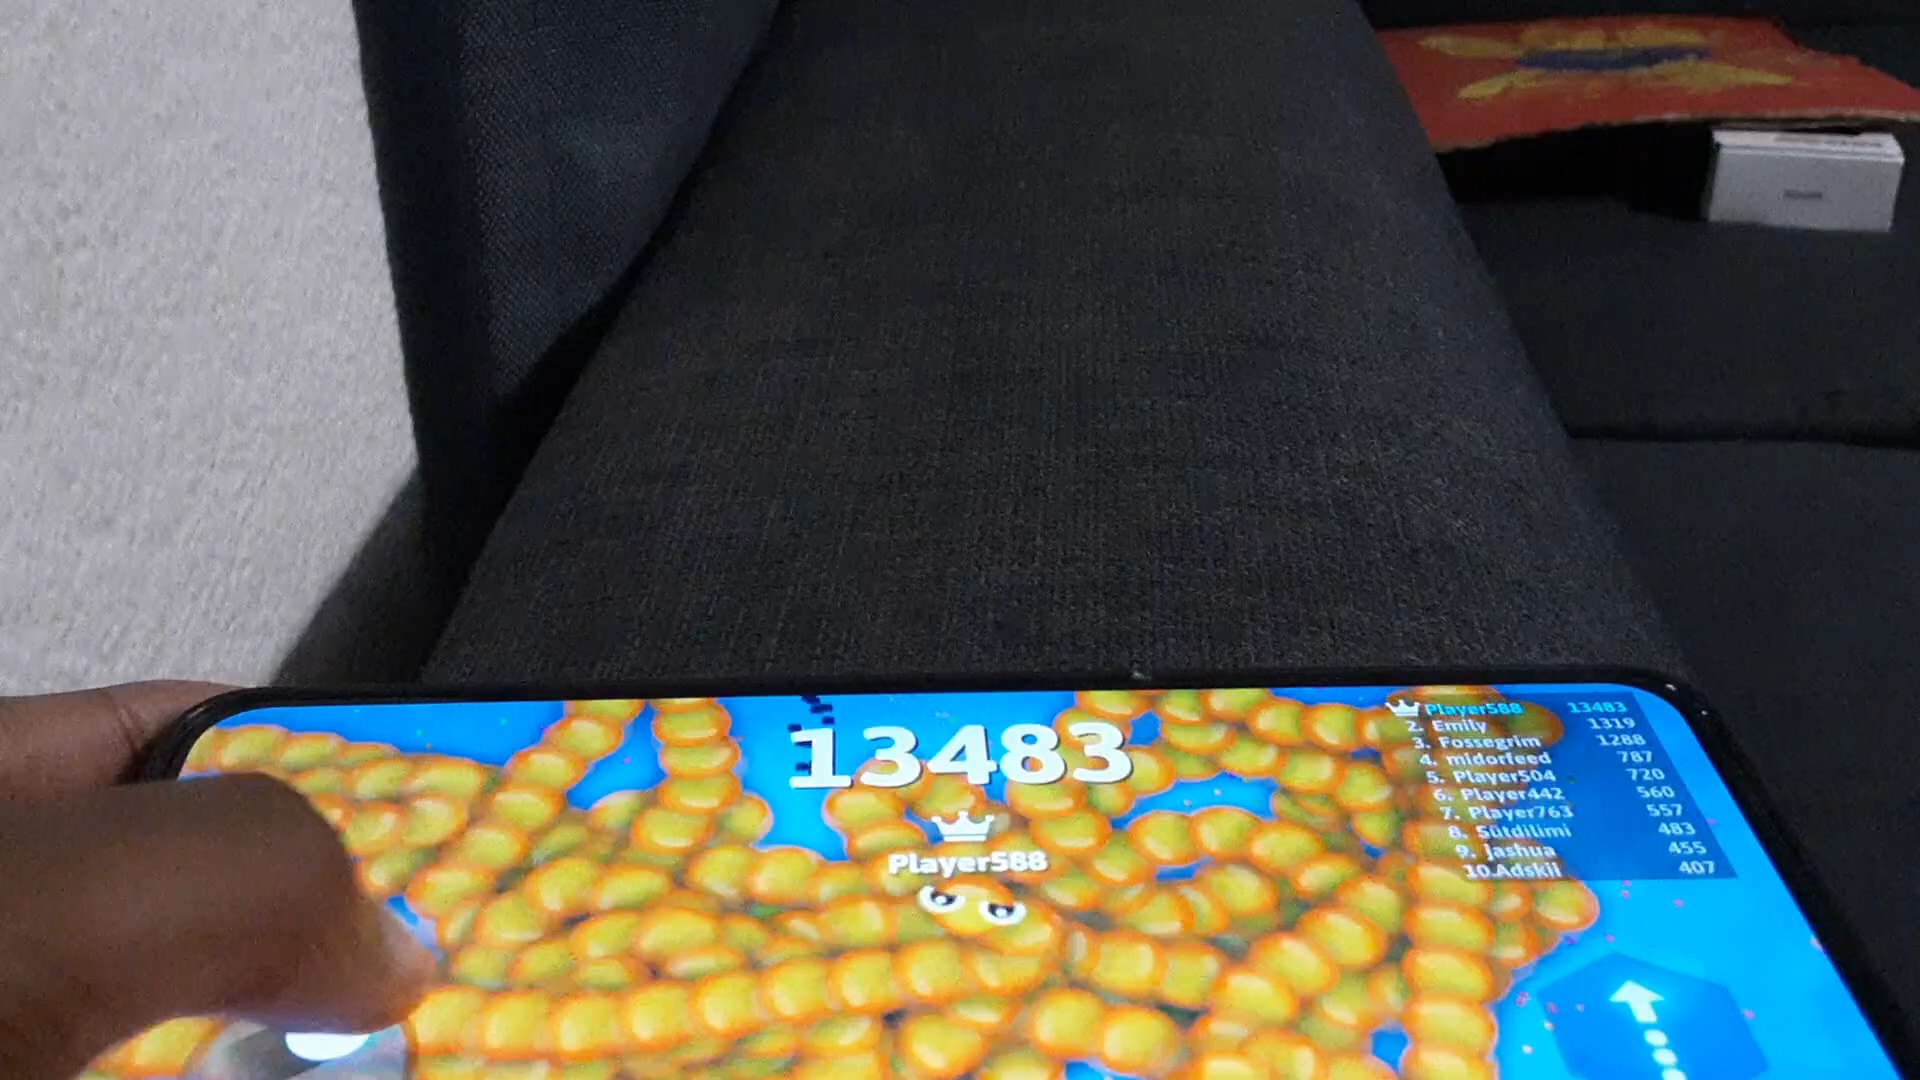 13483
Player588
Player588 13483
2. Emily 1319
3. Fossegrim 1288
4. midorfeed 787
5. Player504 720
6. Player442 560
7. Player763 557
8. Sütdilimi 483
9. jashua 455
10.Adskil 407